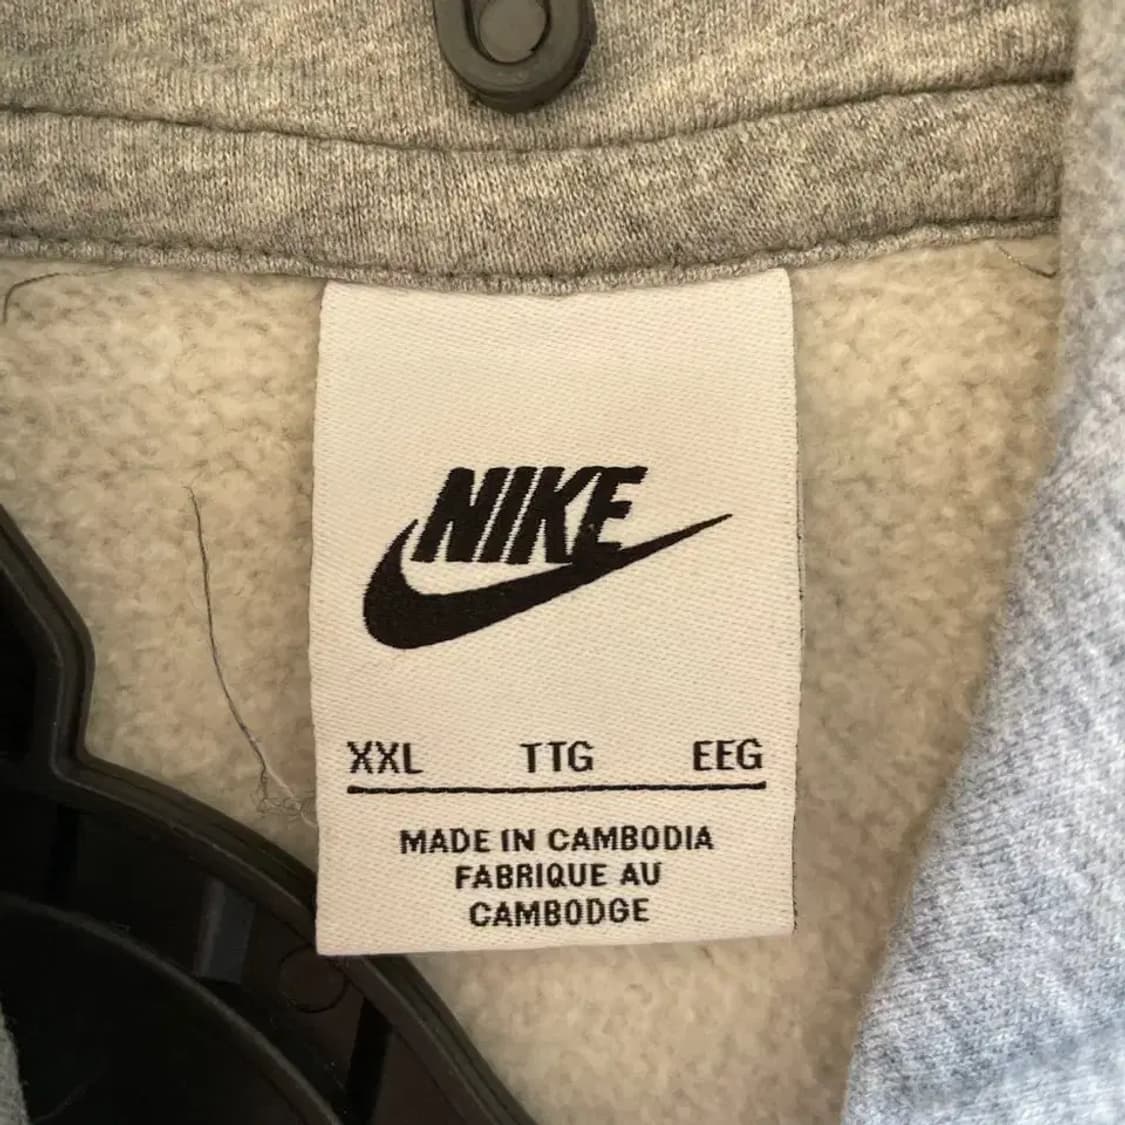 NIKE
XXL TTG EEG
MADE IN CAMBODIA
FABRIQUE AU
CAMBODGE